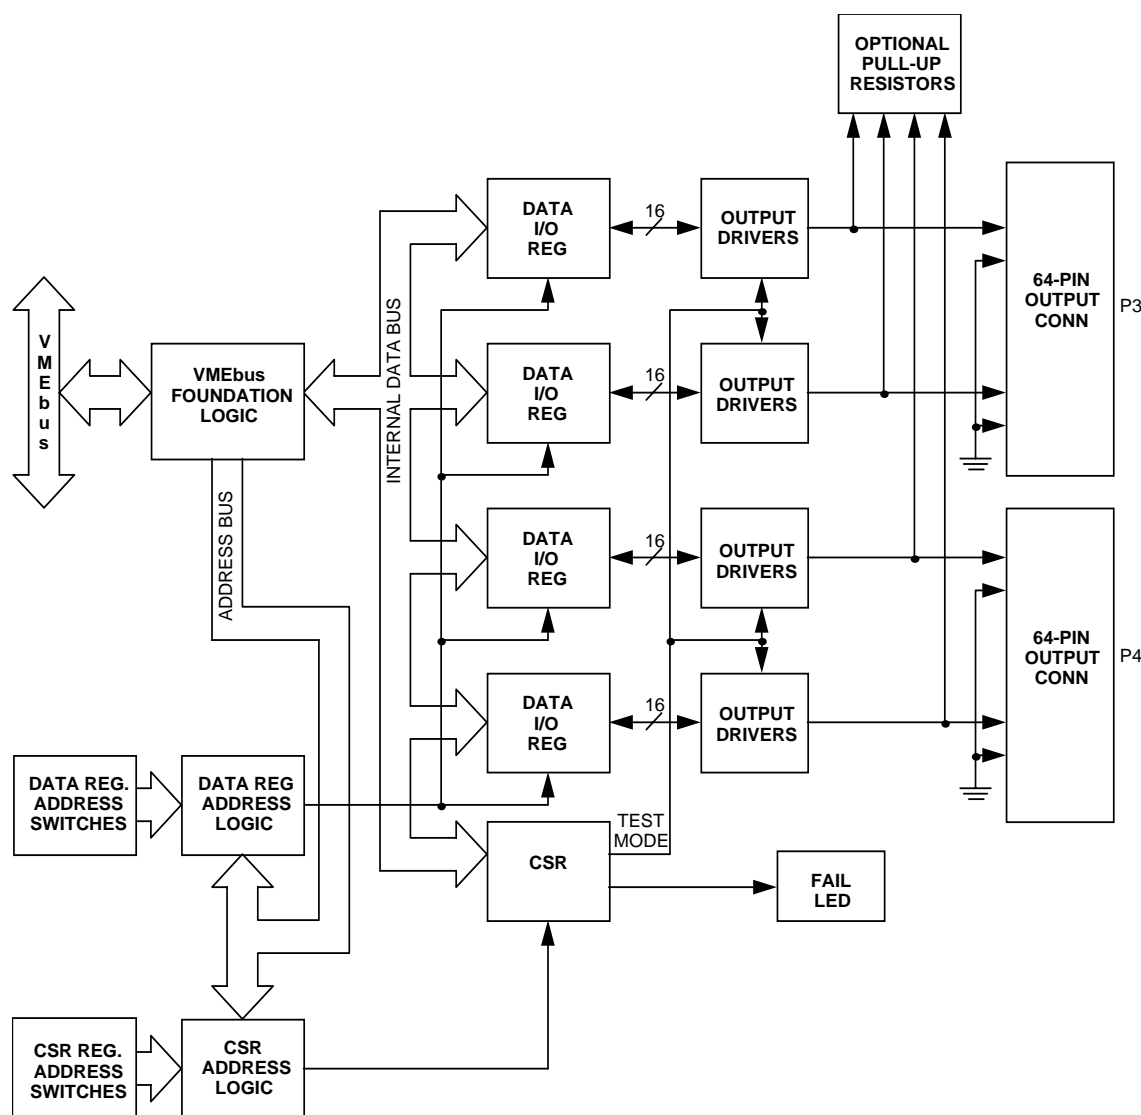 OPTIONAL
PULL-UP
RESISTORS
DATA
I/O
REG
16
OUTPUT
DRIVERS
64-PIN
OUTPUT
CONN
P3
VMEbus
VMEbus
FOUNDATION
LOGIC
INTERNAL DATA BUS
DATA
I/O
REG
16
OUTPUT
DRIVERS
ADDRESS BUS
DATA
I/O
REG
16
OUTPUT
DRIVERS
64-PIN
OUTPUT
CONN
P4
DATA
I/O
REG
16
OUTPUT
DRIVERS
DATA REG.
ADDRESS
SWITCHES
DATA REG
ADDRESS
LOGIC
TEST
MODE
CSR
FAIL
LED
CSR REG.
ADDRESS
SWITCHES
CSR
ADDRESS
LOGIC